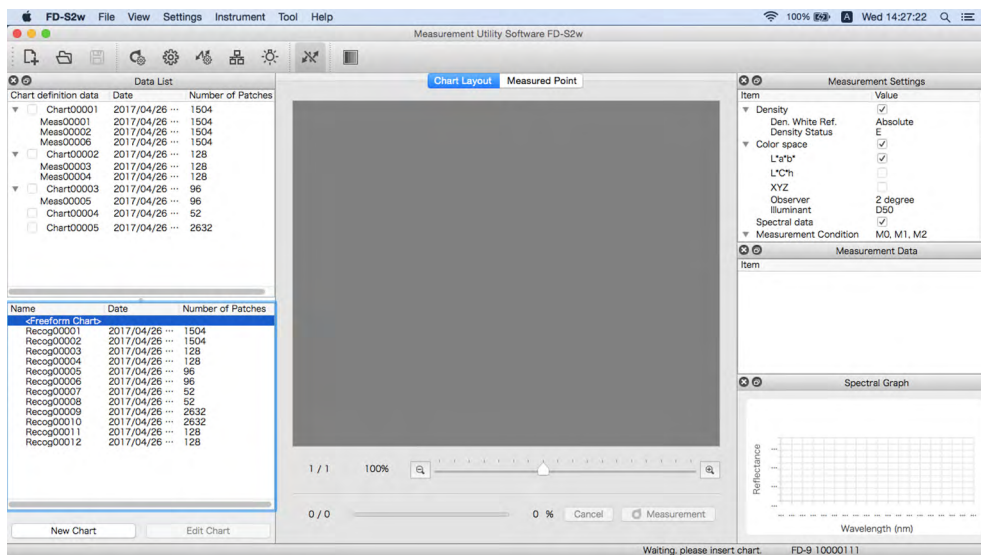 FD-S2w File View Settings Instrument Tool Help 100% A Wed 14:27:22
Measurement Utility Software FD-S2w
Data List
Chart definition data Date Number of Patches
Chart00001 2017/04/26 ··· 1504
Meas00001 2017/04/26 ··· 1504
Meas00002 2017/04/26 ··· 1504
Meas00006 2017/04/26 ··· 1504
Chart00002 2017/04/26 ··· 128
Meas00003 2017/04/26 ··· 128
Meas00004 2017/04/26 ··· 128
Chart00003 2017/04/26 ··· 96
Meas00005 2017/04/26 ··· 96
Chart00004 2017/04/26 ··· 52
Chart00005 2017/04/26 ··· 2632
Name Date Number of Patches
<Freeform Chart>
Recog00001 2017/04/26 ··· 1504
Recog00002 2017/04/26 ··· 1504
Recog00003 2017/04/26 ··· 128
Recog00004 2017/04/26 ··· 128
Recog00005 2017/04/26 ··· 96
Recog00006 2017/04/26 ··· 96
Recog00007 2017/04/26 ··· 52
Recog00008 2017/04/26 ··· 52
Recog00009 2017/04/26 ··· 2632
Recog00010 2017/04/26 ··· 2632
Recog00011 2017/04/26 ··· 128
Recog00012 2017/04/26 ··· 128
New Chart Edit Chart
Chart Layout Measured Point
1 / 1 100%
0 / 0 0 % Cancel Measurement
Measurement Settings
Item Value
Density
Den. White Ref. Absolute
Density Status E
Color space
L*a*b*
L*C*h
XYZ
Observer 2 degree
Illuminant D50
Spectral data
Measurement Condition M0, M1, M2
Measurement Data
Item
Spectral Graph
Reflectance
Wavelength (nm)
Waiting. please insert chart. FD-9 10000111